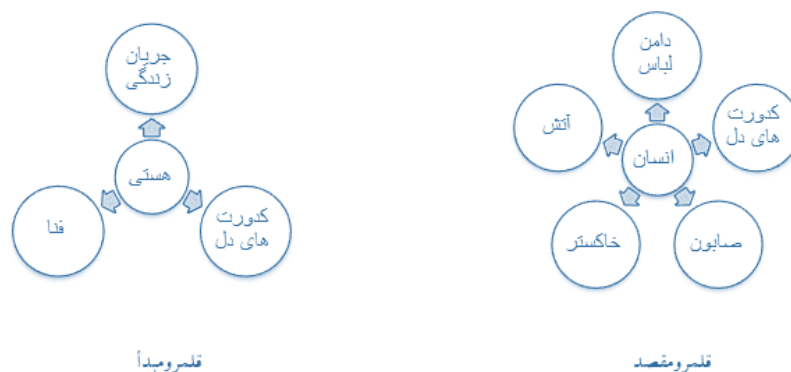 دامن
لباس
کدورت
های دل
آتش
انسان
صابون
خاکستر
قلمرومقصد
جریان
زندگی
هستی
کدورت
های دل
فنا
قلمرومبدأ